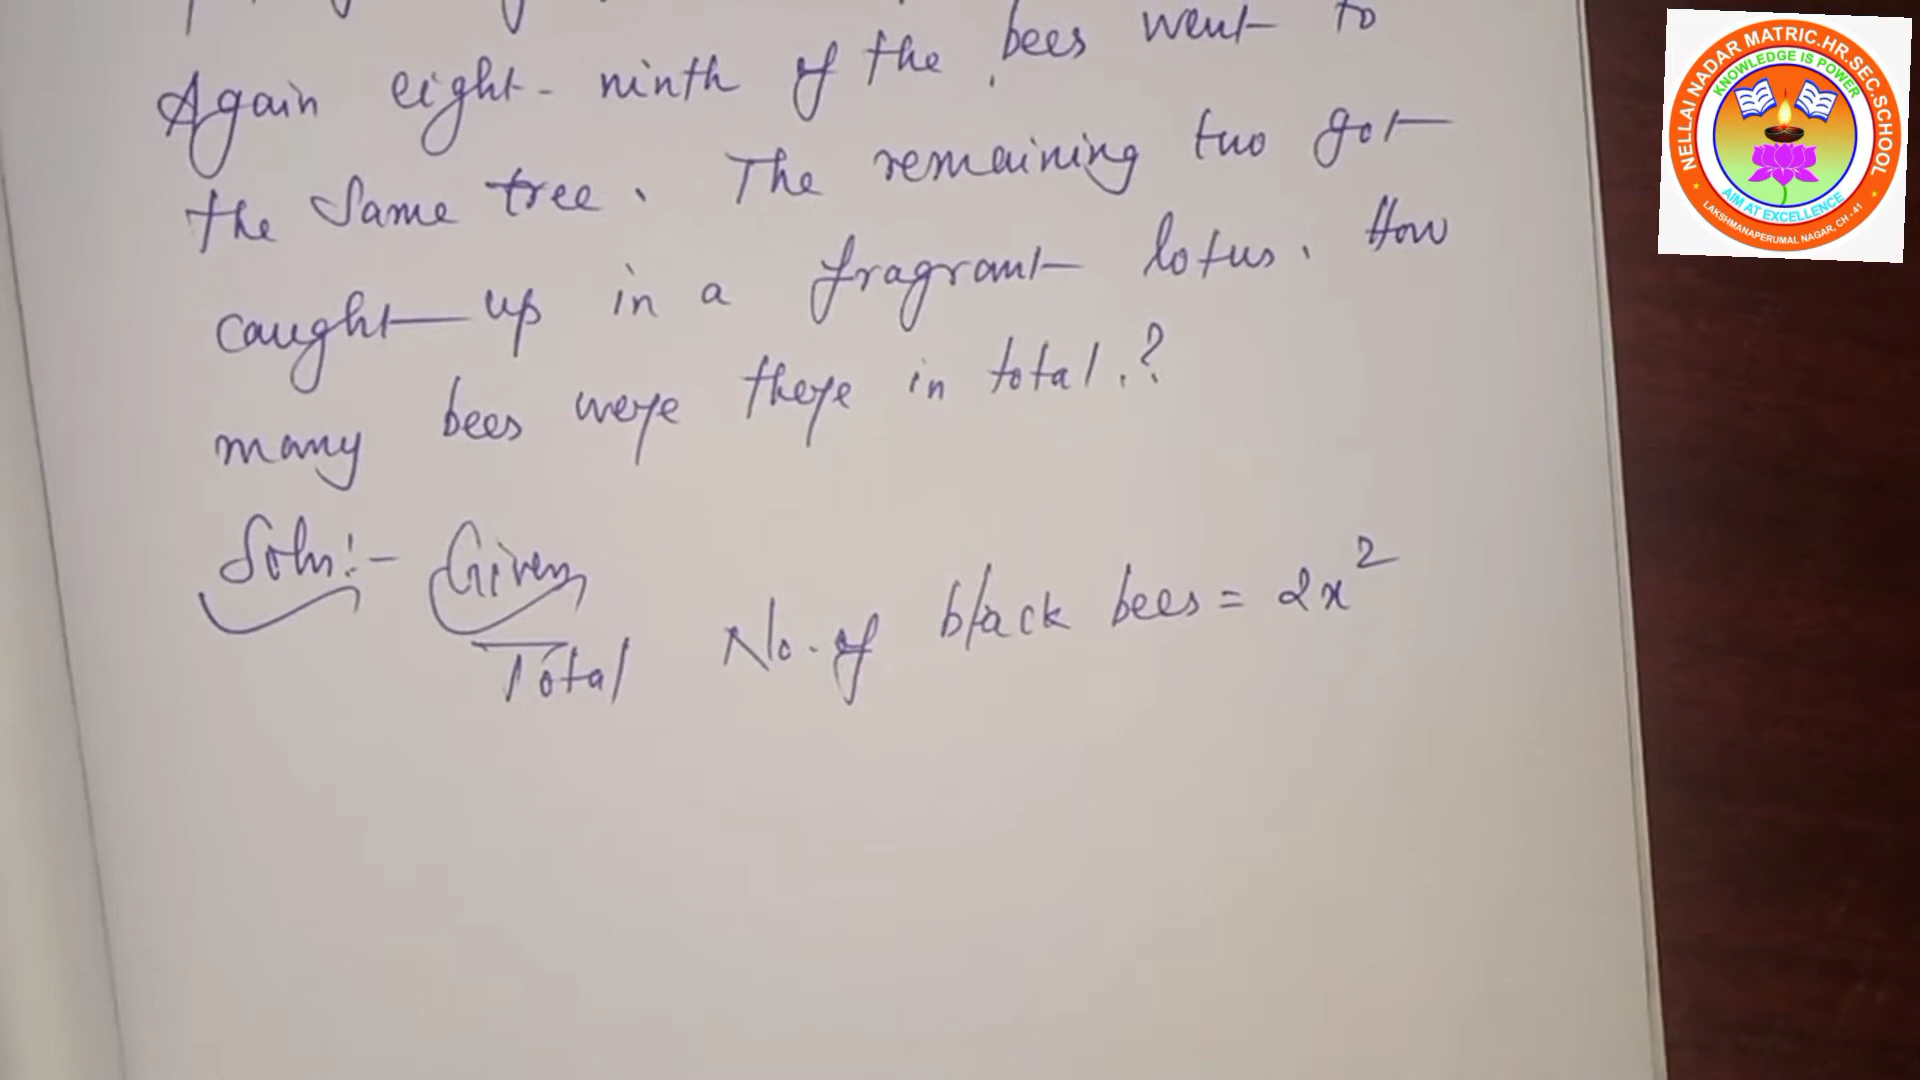 Again eight-ninth of the bees went to
the same tree. The remaining two got
caught up in a fragrant lotus. How
many bees were there in total.?
Soln:- Given
Total No. of black bees = 2x²
NELLAI NADAR MATRIC.HR.SEC.SCHOOL
KNOWLEDGE IS POWER
AIM AT EXCELLENCE
LAKSHMANAPERUMAL NAGAR, CH - 41